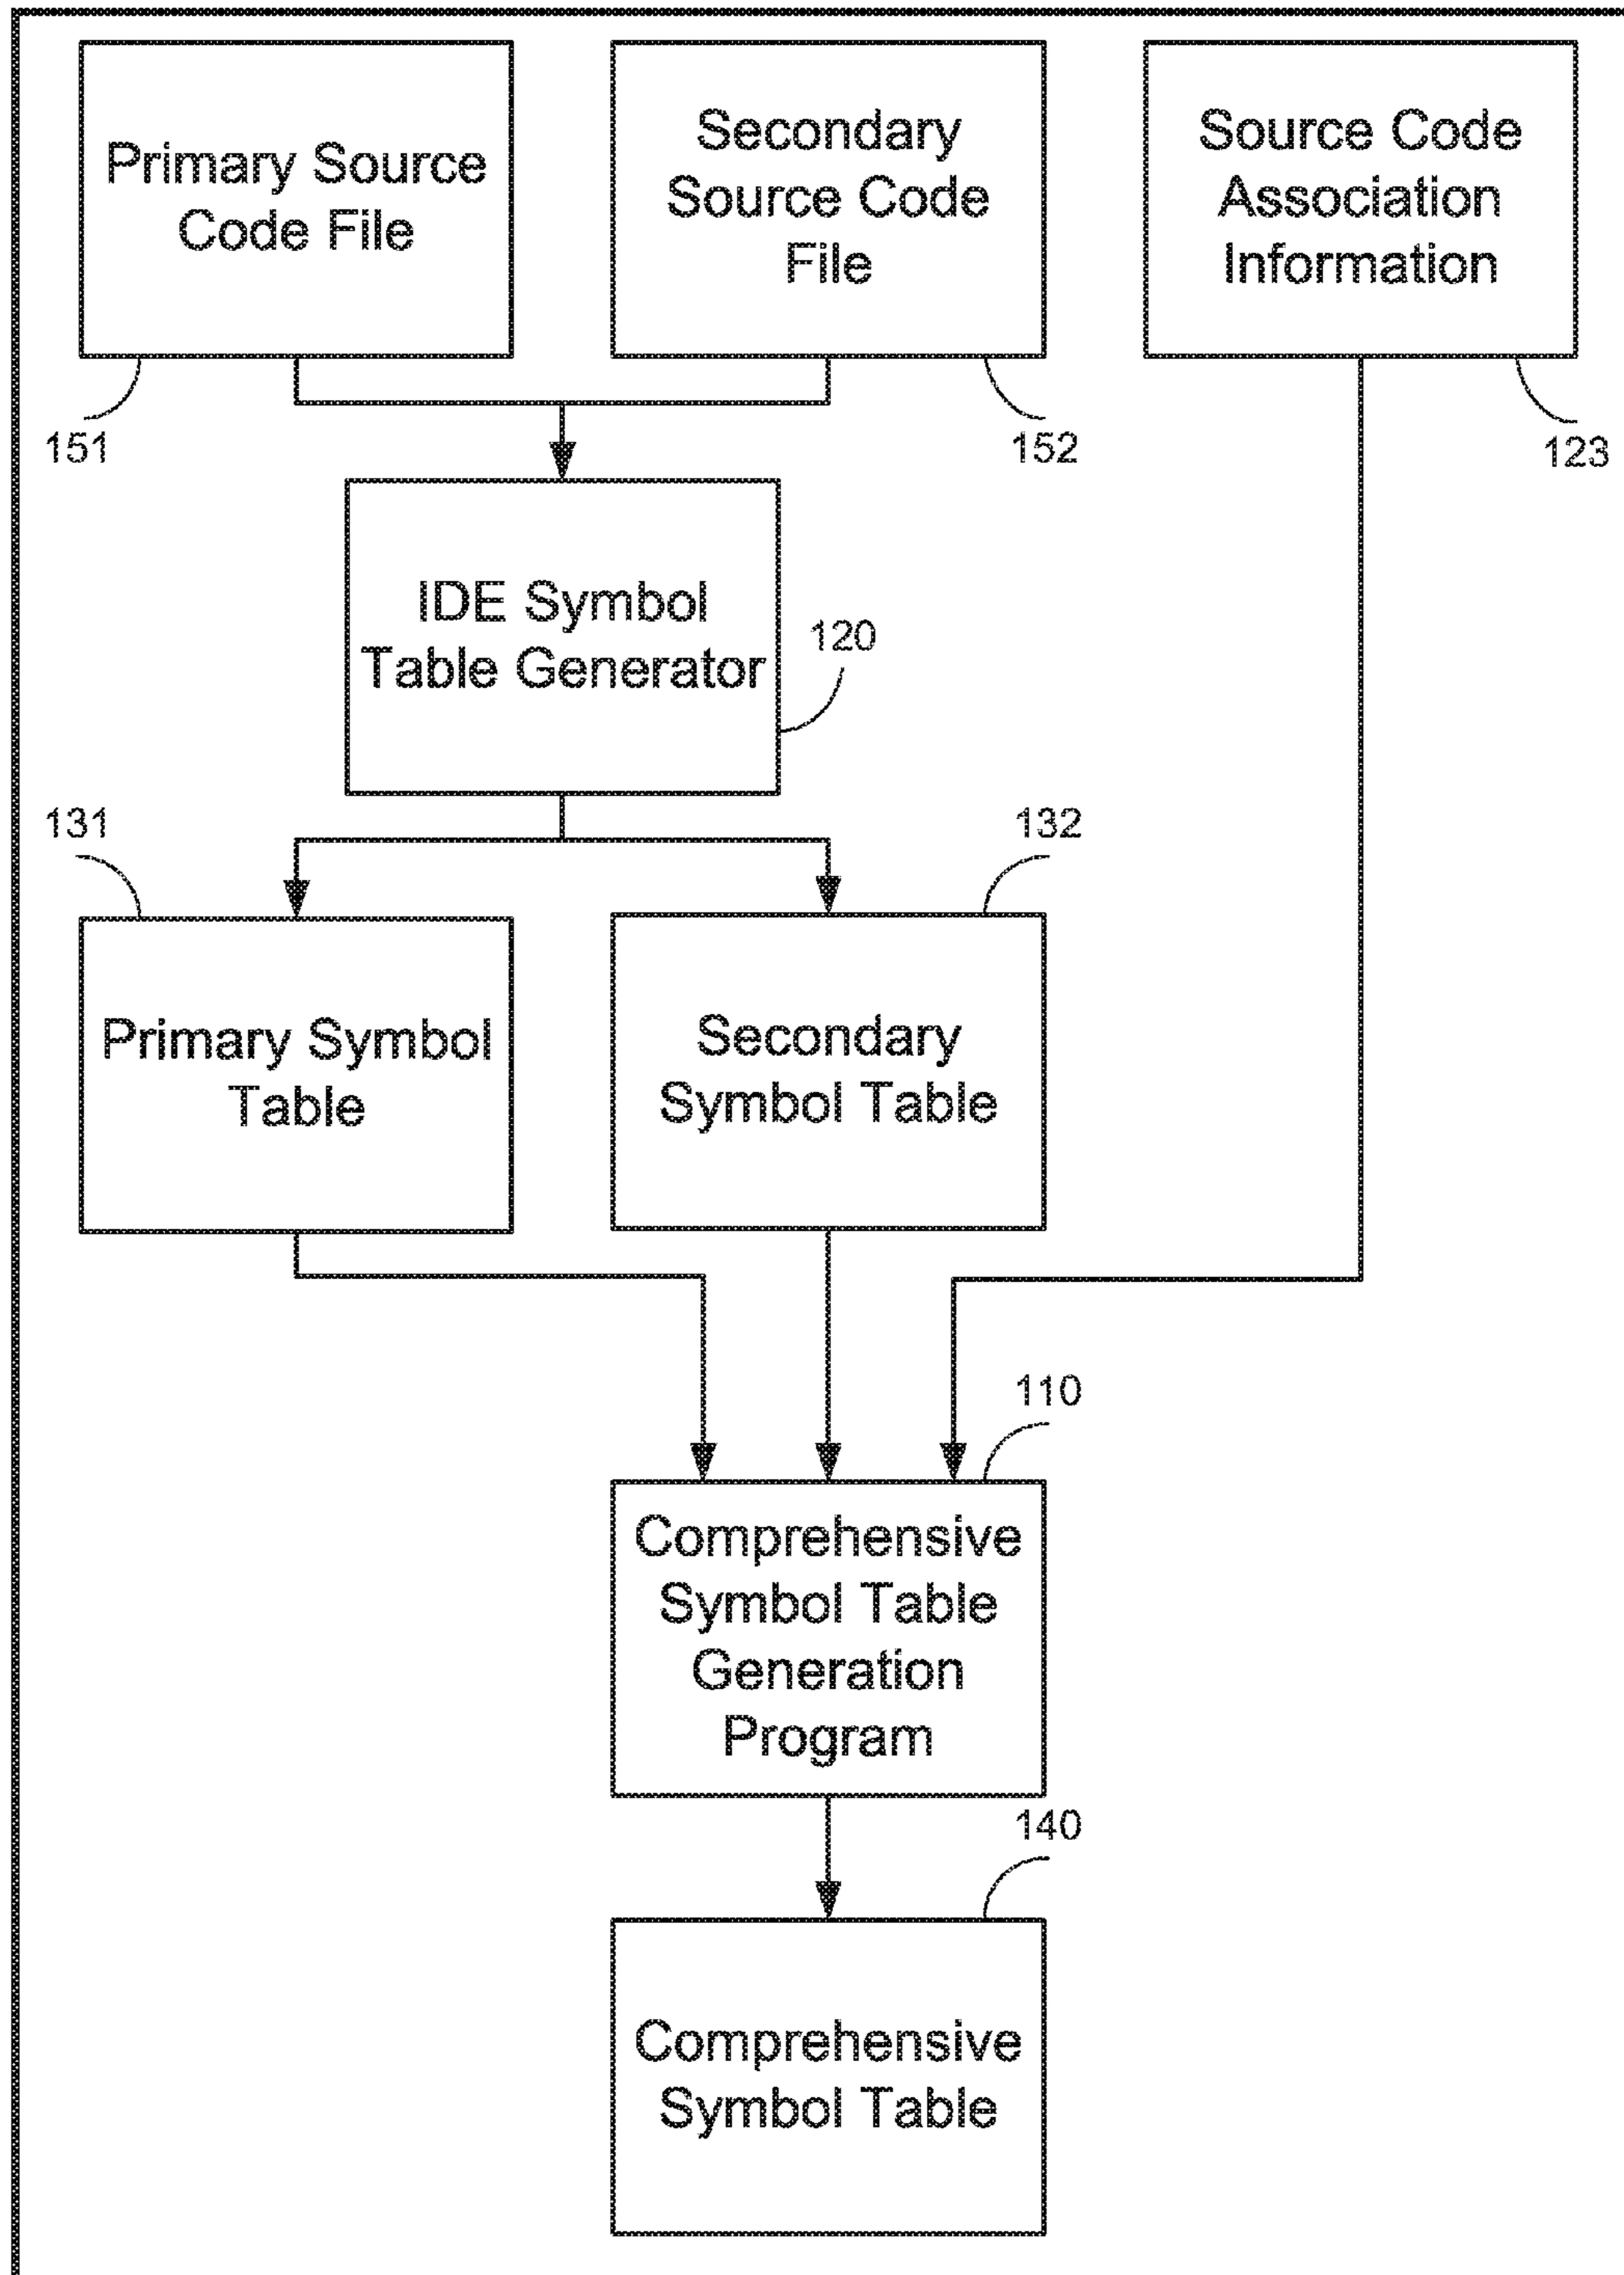 Primary Source
Code File
Secondary
Source Code
File
Source Code
Association
Information
151
152
123
IDE Symbol
Table Generator
120
131
132
Primary Symbol
Table
Secondary
Symbol Table
110
Comprehensive
Symbol Table
Generation
Program
140
Comprehensive
Symbol Table